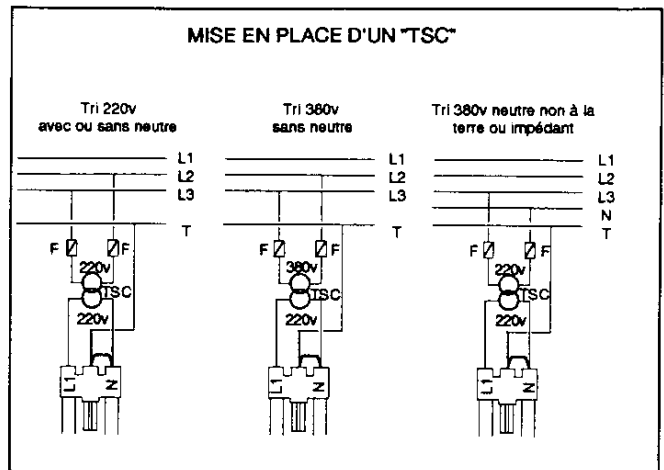 MISE EN PLACE D'UN "TSC"
Tri 220v
avec ou sans neutre
L1
L2
L3
T
F
F
220v
TSC
220v
L1
N
Tri 380v
sans neutre
L1
L2
L3
T
F
F
380v
TSC
220v
L1
N
Tri 380v neutre non à la
terre ou impédant
L1
L2
L3
N
T
F
F
220v
TSC
220v
L1
N